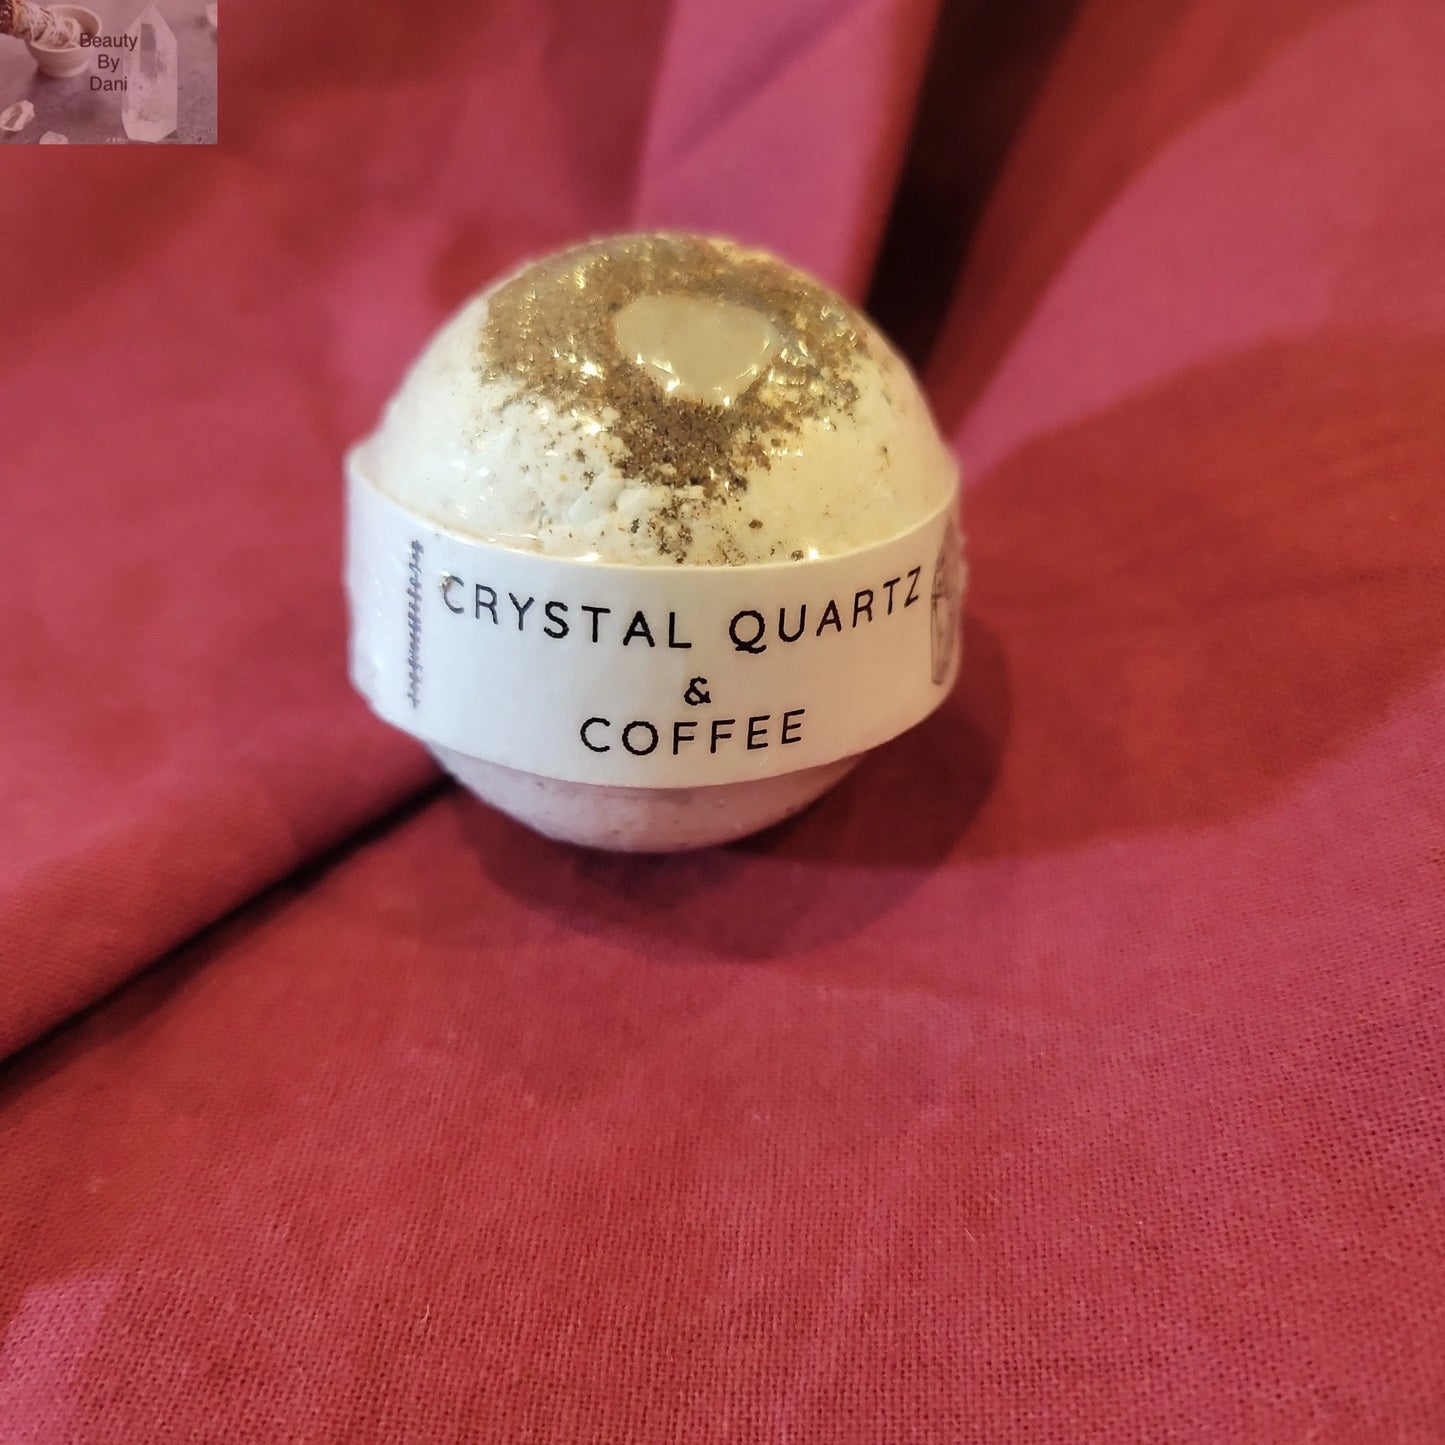 Beauty
By
Dani
CRYSTAL QUARTZ
&
COFFEE